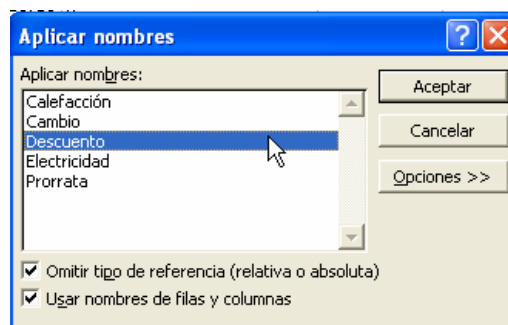 Aplicar nombres
Aplicar nombres:
Calefacción
Cambio
Descuento
Electricidad
Prorrata
Aceptar
Cancelar
Opciones >>
Omitir tipo de referencia (relativa o absoluta)
Usar nombres de filas y columnas